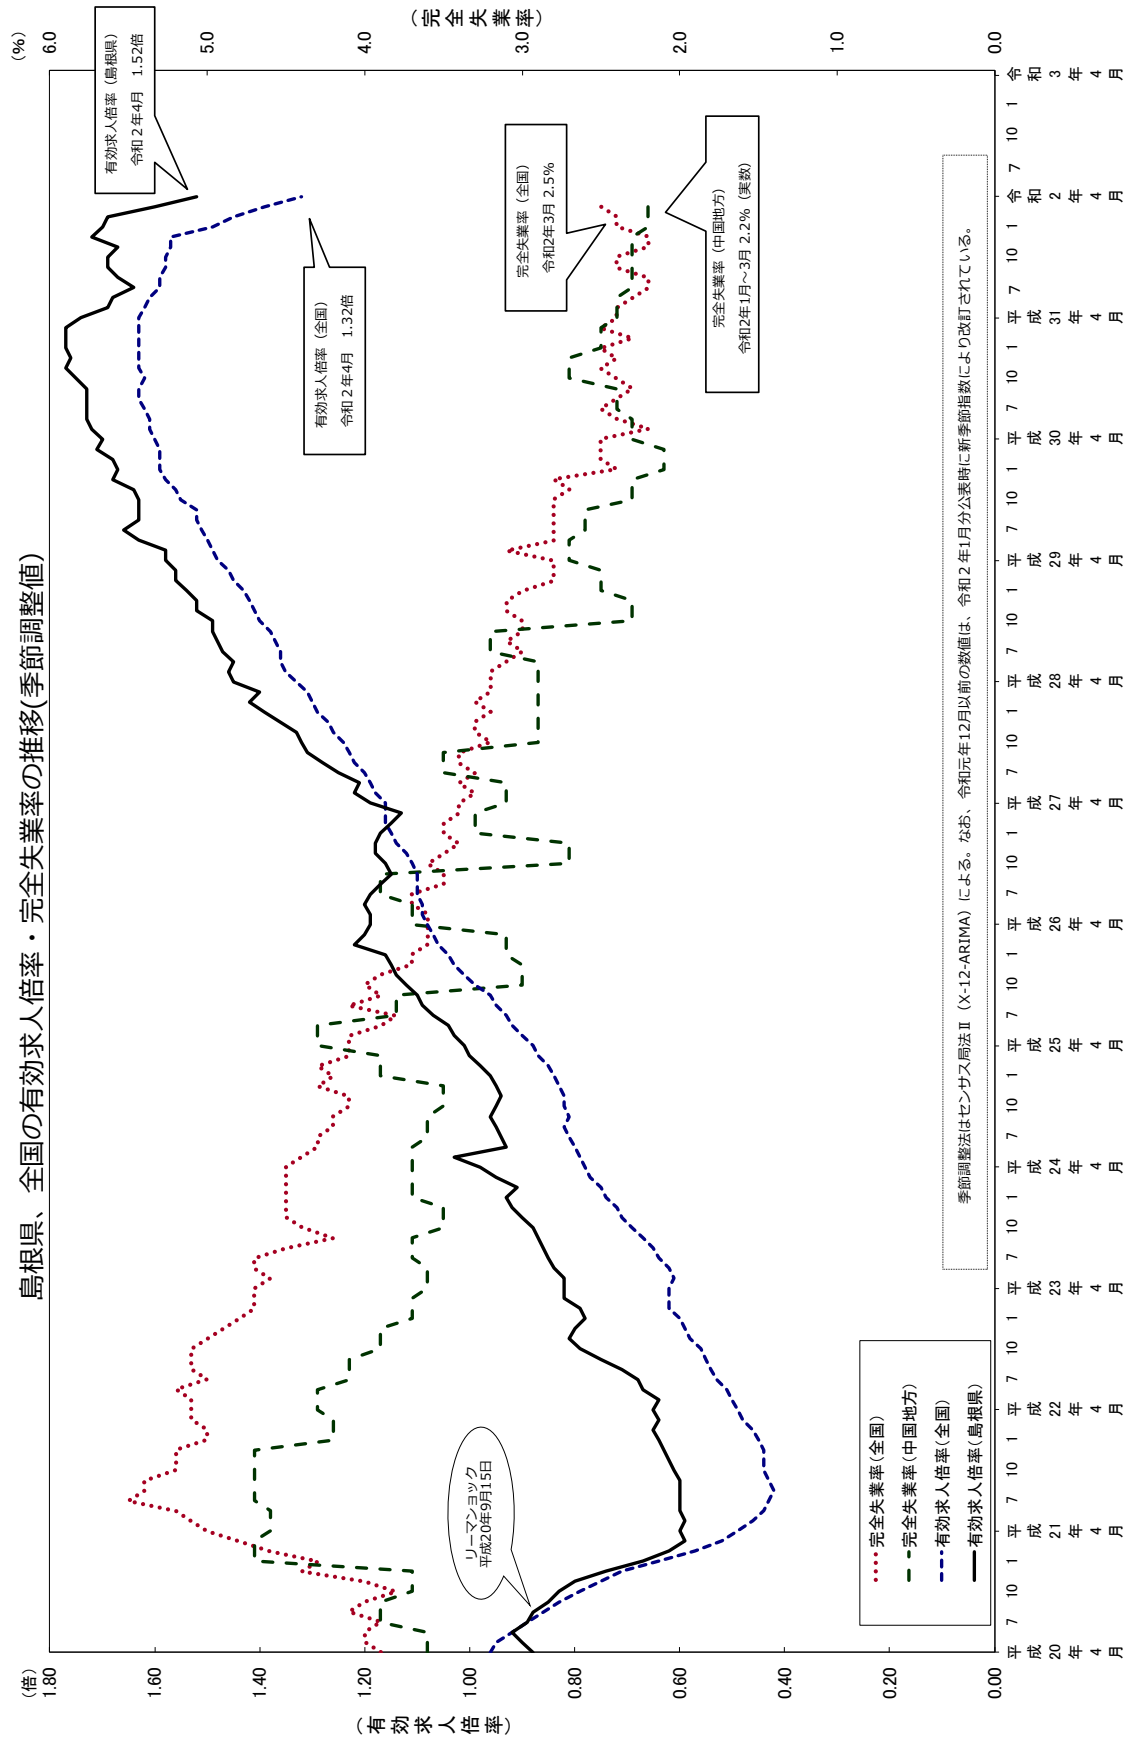 島根県、全国の有効求人倍率・完全失業率の推移(季節調整値)
(倍)
(%)
1.80
1.60
1.40
1.20
1.00
0.80
0.60
0.40
0.20
0.00
(有効求人倍率)
6.0
5.0
4.0
3.0
2.0
1.0
0.0
(完全失業率)
有効求人倍率（島根県）
令和２年4月　1.52倍
有効求人倍率（全国）
令和２年4月　1.32倍
完全失業率（全国）
令和2年3月 2.5%
完全失業率（中国地方）
令和2年1月～3月 2.2%（実数）
リーマンショック
平成20年9月15日
完全失業率(全国)
完全失業率(中国地方)
有効求人倍率(全国)
有効求人倍率(島根県)
季節調整法はセンサス局法Ⅱ（X-12-ARIMA）による。なお、令和元年12月以前の数値は、令和２年1月分公表時に新季節指数により改訂されている。
平成20年4月 7 10 1 平成21年4月 7 10 1 平成22年4月 7 10 1 平成23年4月 7 10 1 平成24年4月 7 10 1 平成25年4月 7 10 1 平成26年4月 7 10 1 平成27年4月 7 10 1 平成28年4月 7 10 1 平成29年4月 7 10 1 平成30年4月 7 10 1 平成31年4月 7 10 1 令和2年4月 7 10 1 令和3年4月